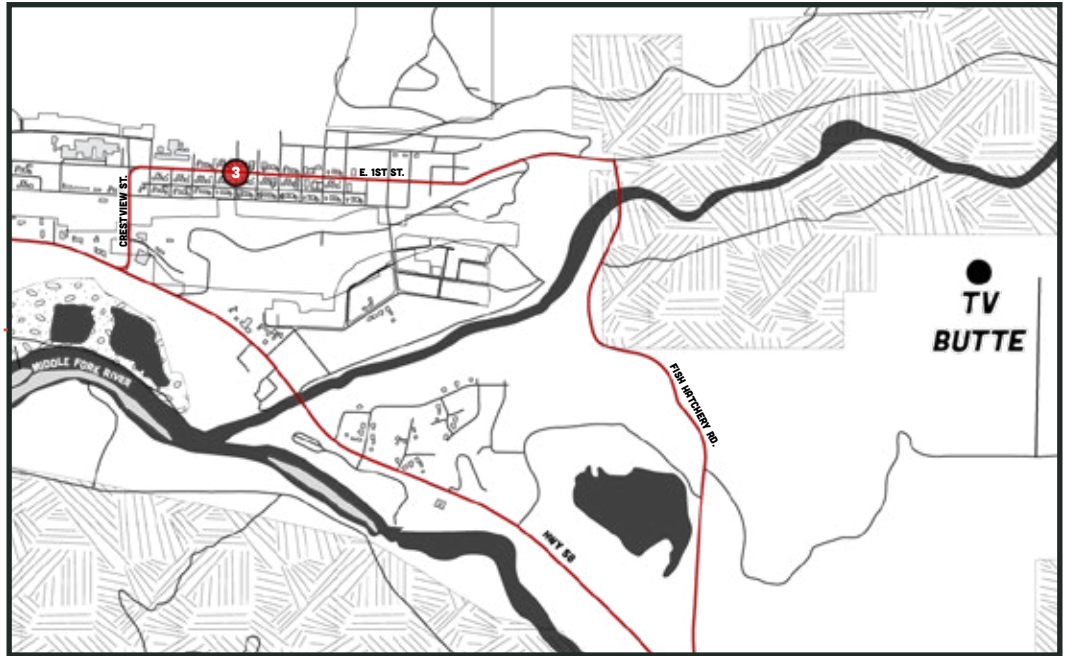 3
E. 1ST ST.
CRESTVIEW ST.
TV
BUTTE
MIDDLE FORK RIVER
FISH HATCHERY RD.
HWY 58